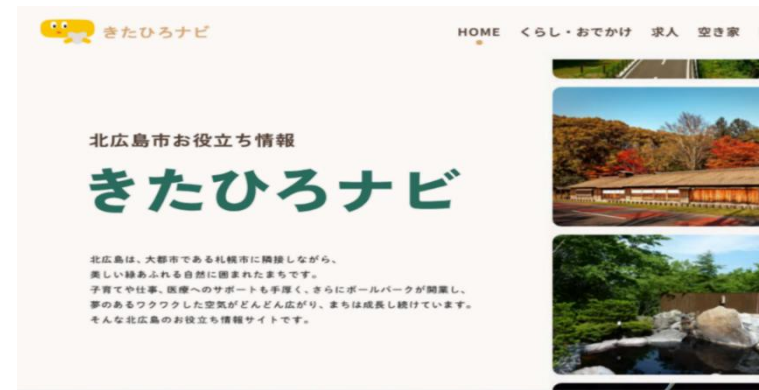 きたひろナビ
HOME くらし・おでかけ 求人 空き家
北広島市お役立ち情報
きたひろナビ
北広島は、大都市である札幌市に隣接しながら、
美しい緑あふれる自然に囲まれたまちです。
子育てや仕事、医療へのサポートも手厚く、さらにボールパークが開業し、
夢のあるワクワクした空気がどんどん広がり、まちは成長し続けています。
そんな北広島のお役立ち情報サイトです。